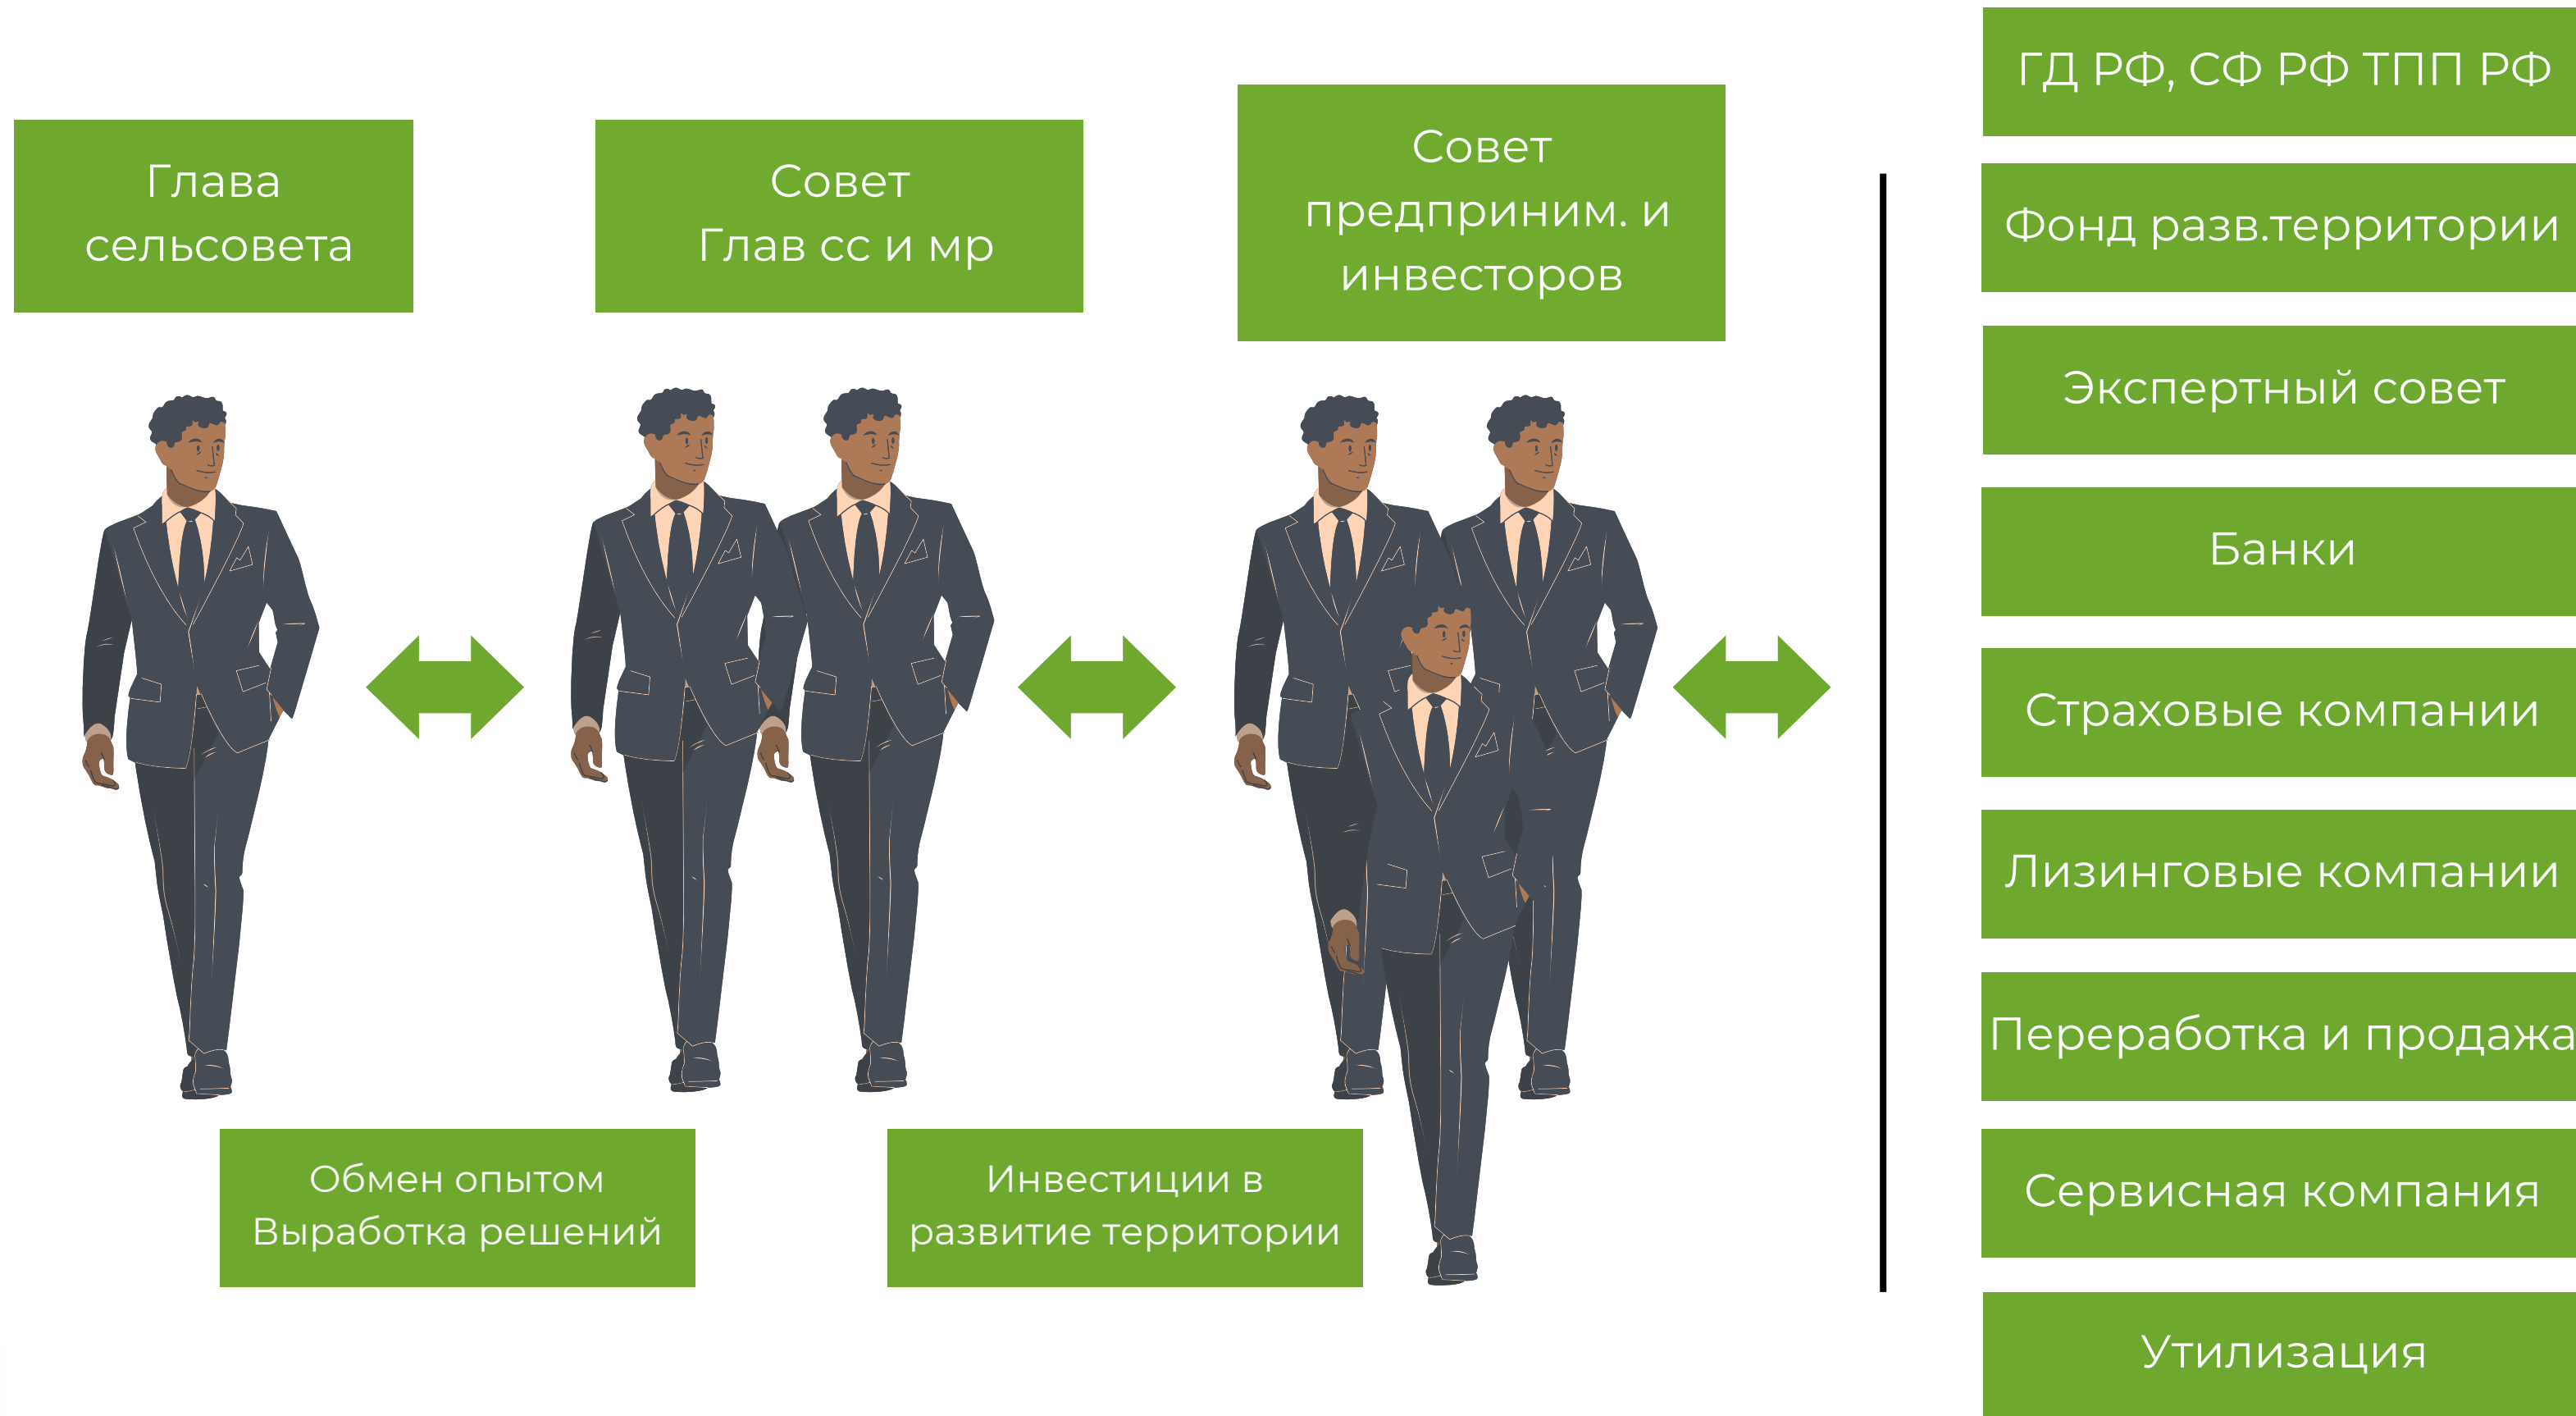 Глава
сельсовета
Совет
Глав сс и мр
Совет
предприним. и
инвесторов
Обмен опытом
Выработка решений
Инвестиции в
развитие территории
ГД РФ, СФ РФ ТПП РФ
Фонд разв.территории
Экспертный совет
Банки
Страховые компании
Лизинговые компании
Переработка и продажа
Сервисная компания
Утилизация